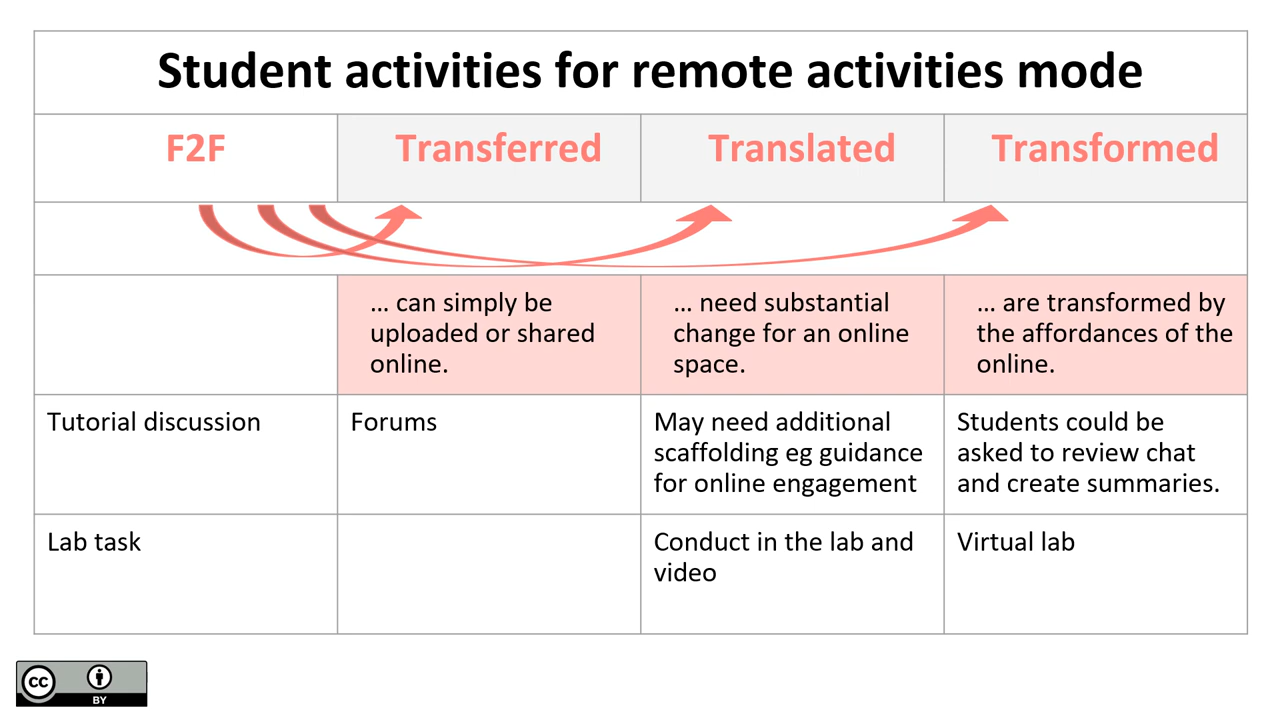 Student activities for remote activities mode
F2F
Transferred
Translated
Transformed
... can simply be
uploaded or shared
online.
... need substantial
change for an online
space.
... are transformed by
the affordances of the
online.
Tutorial discussion
Forums
May need additional
scaffolding eg guidance
for online engagement
Students could be
asked to review chat
and create summaries.
Lab task
Conduct in the lab and
video
Virtual lab
cc
BY